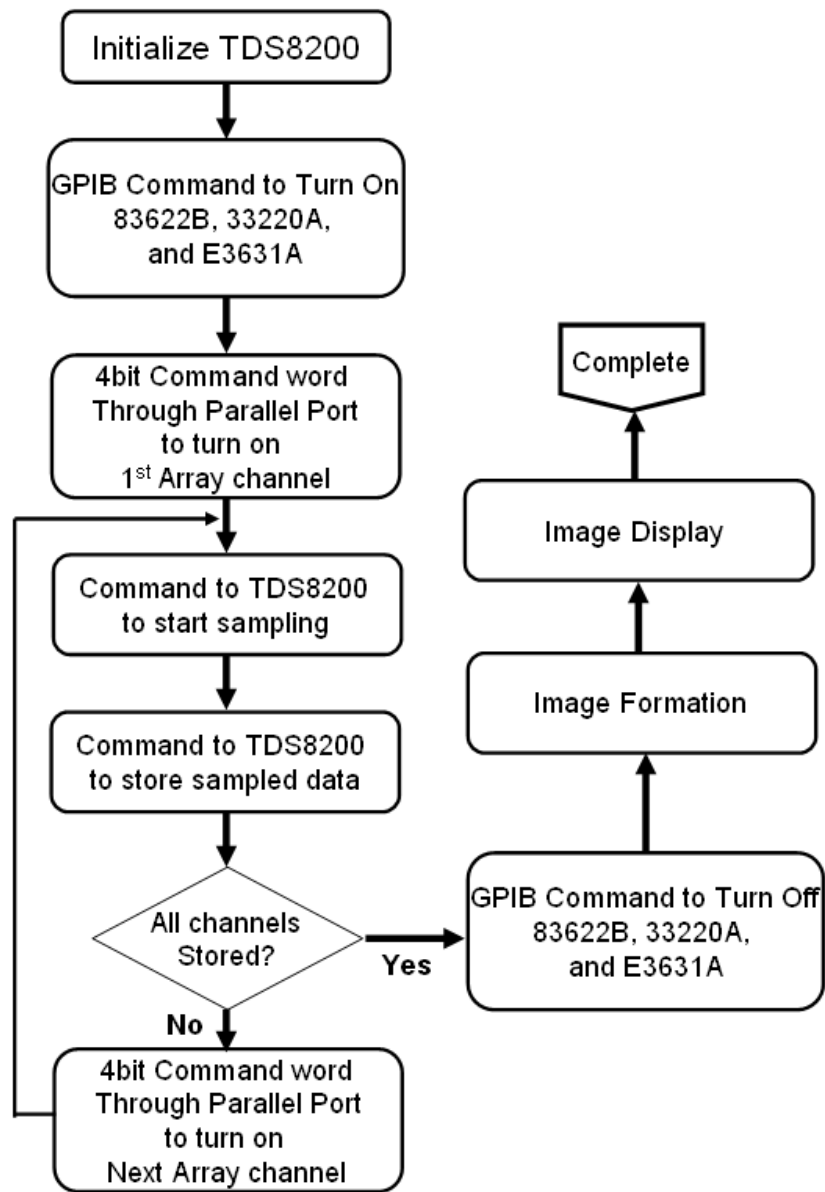 Initialize TDS8200
GPIB Command to Turn On
83622B, 33220A,
and E3631A
4bit Command word
Through Parallel Port
to turn on
1st Array channel
Command to TDS8200
to start sampling
Command to TDS8200
to store sampled data
All channels
Stored?
Yes
No
4bit Command word
Through Parallel Port
to turn on
Next Array channel
GPIB Command to Turn Off
83622B, 33220A,
and E3631A
Image Formation
Image Display
Complete